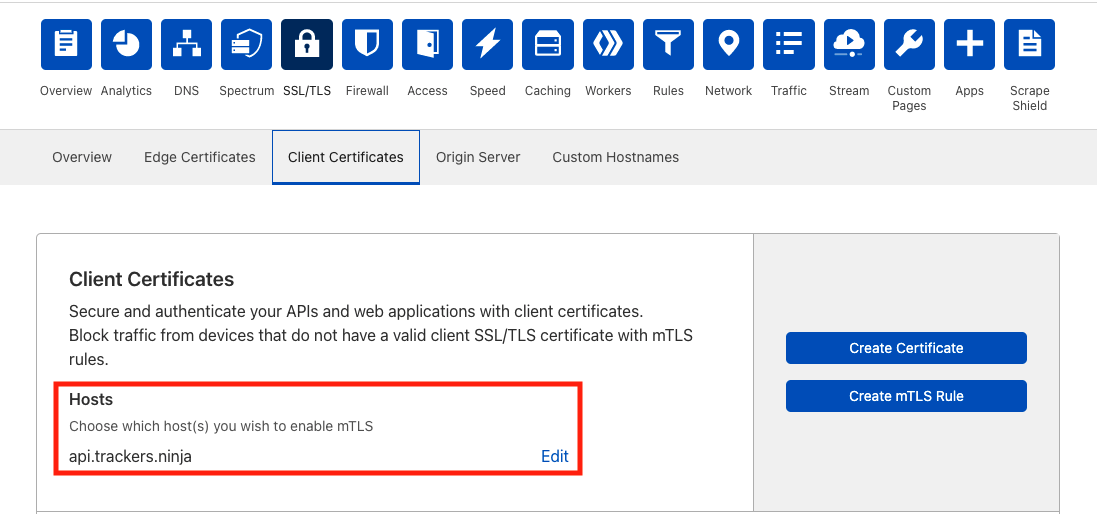 Overview Analytics DNS Spectrum SSL/TLS Firewall Access Speed Caching Workers Rules Network Traffic Stream Custom Pages Apps Scrape Shield
Overview Edge Certificates Client Certificates Origin Server Custom Hostnames
Client Certificates
Secure and authenticate your APIs and web applications with client certificates.
Block traffic from devices that do not have a valid client SSL/TLS certificate with mTLS
rules.
Hosts
Choose which host(s) you wish to enable mTLS
api.trackers.ninja Edit
Create Certificate
Create mTLS Rule